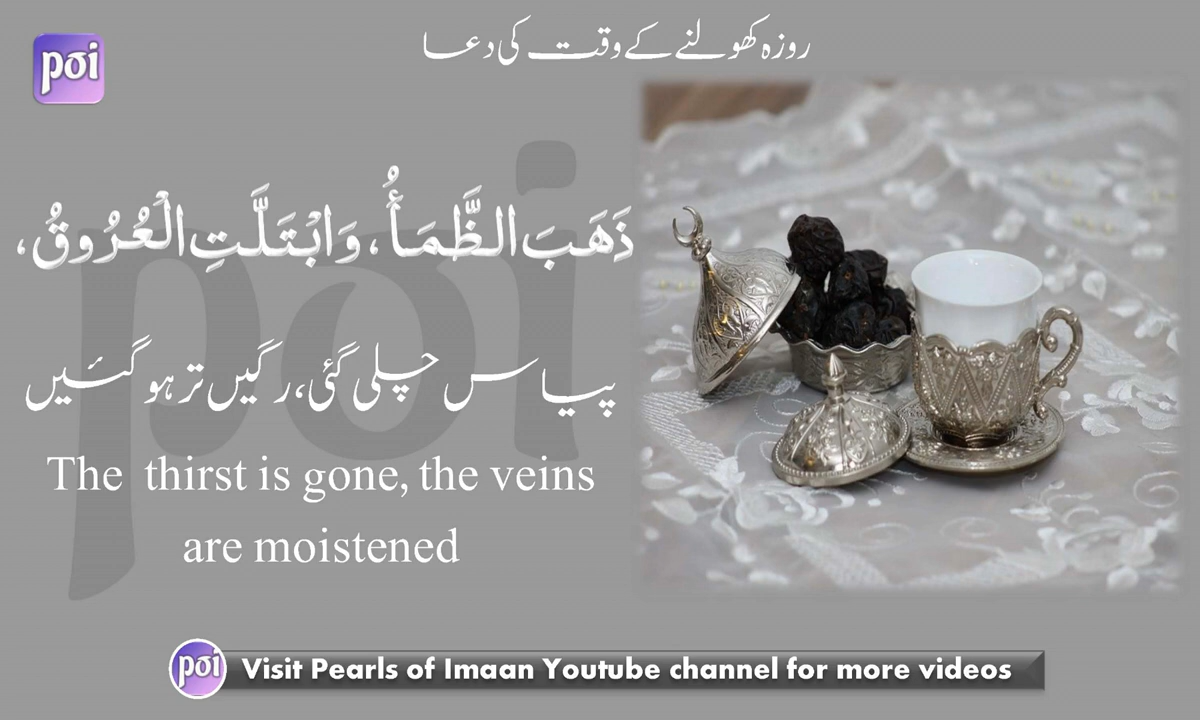 poi
روزہ کھولنے کے وقت کی دعا
ذَهَبَ الظَّمَأُ، وَابْتَلَّتِ الْعُرُوقُ،
پیاس چلی گئی، رگیں تر ہو گئیں
The thirst is gone, the veins
are moistened
poi
poi Visit Pearls of Imaan Youtube channel for more videos